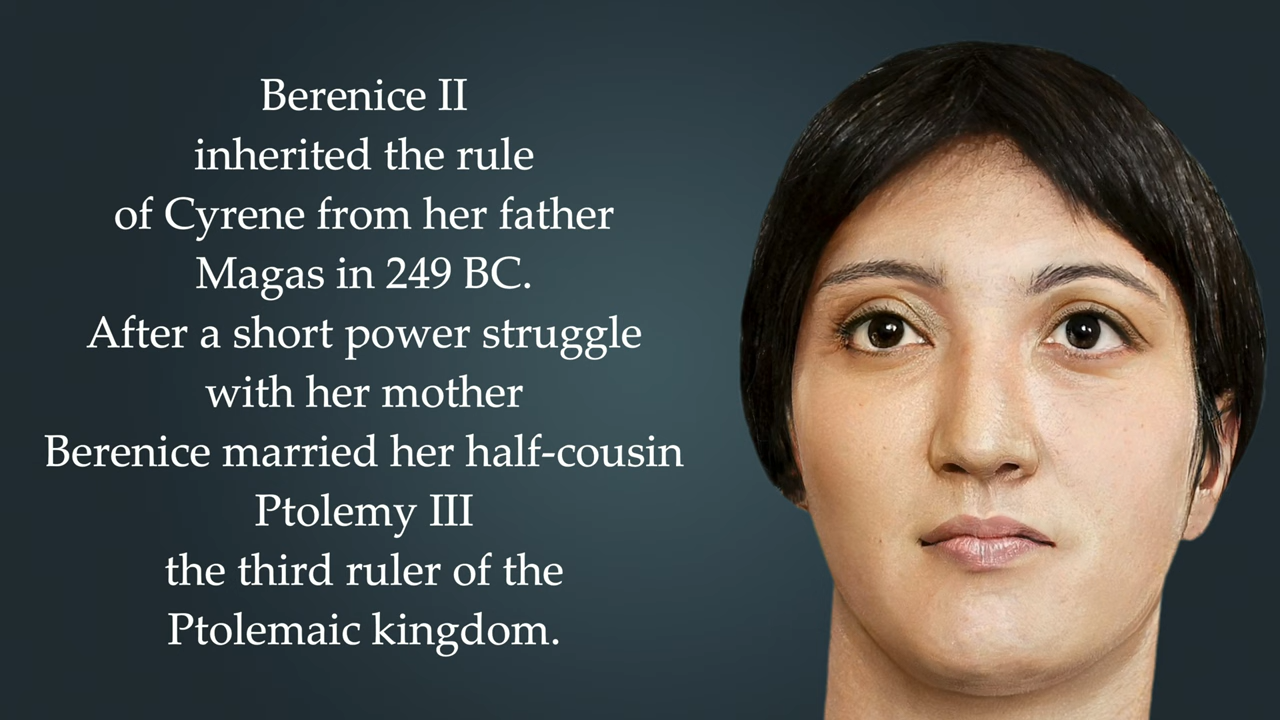 Berenice II
inherited the rule
of Cyrene from her father
Magas in 249 BC.
After a short power struggle
with her mother
Berenice married her half-cousin
Ptolemy III
the third ruler of the
Ptolemaic kingdom.